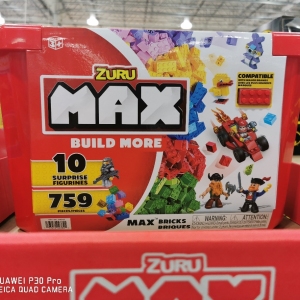 ZURU
MAX
BUILD MORE
COMPATIBLE
10
SURPRISE
FIGURINES
759
MAX BRICKS
BRIQUES
WARNING:
ATTENTION
ZURU
MAX
HUAWEI P30 Pro
LEICA QUAD CAMERA